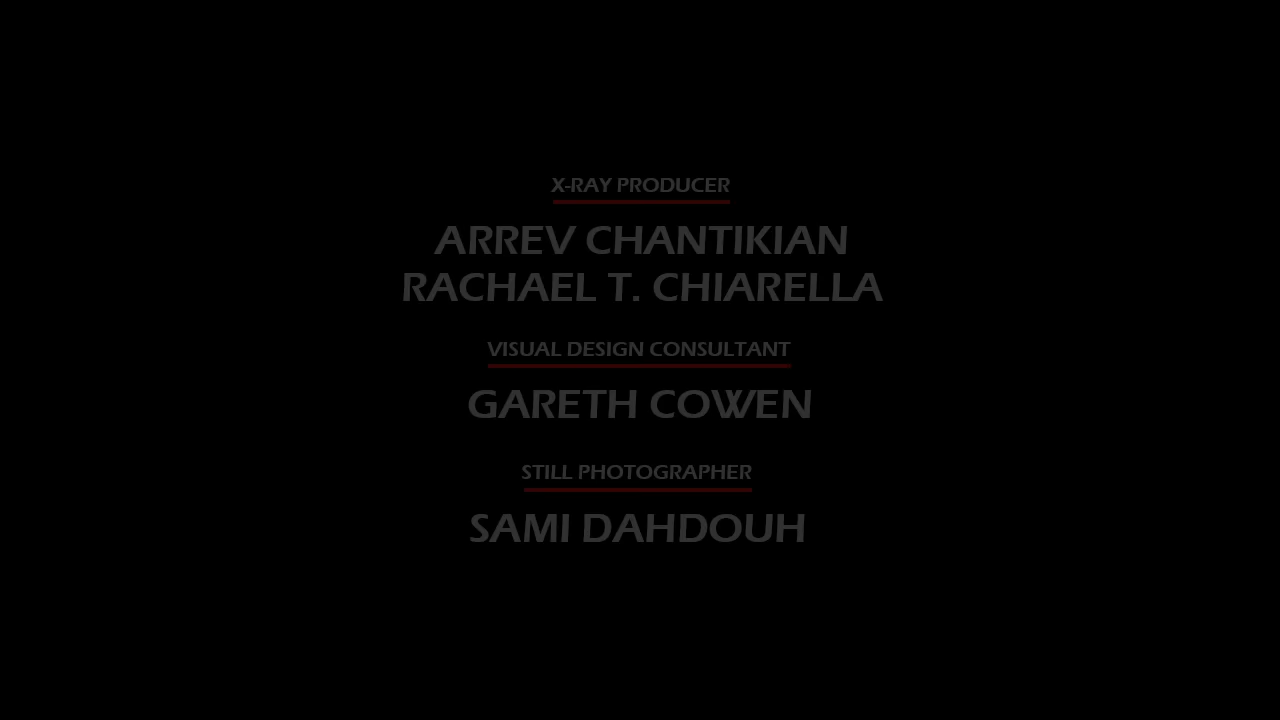 X-RAY PRODUCER
ARREV CHANTIKIAN
RACHAEL T. CHIARELLA
VISUAL DESIGN CONSULTANT
GARETH COWEN
STILL PHOTOGRAPHER
SAMI DAHDOUH